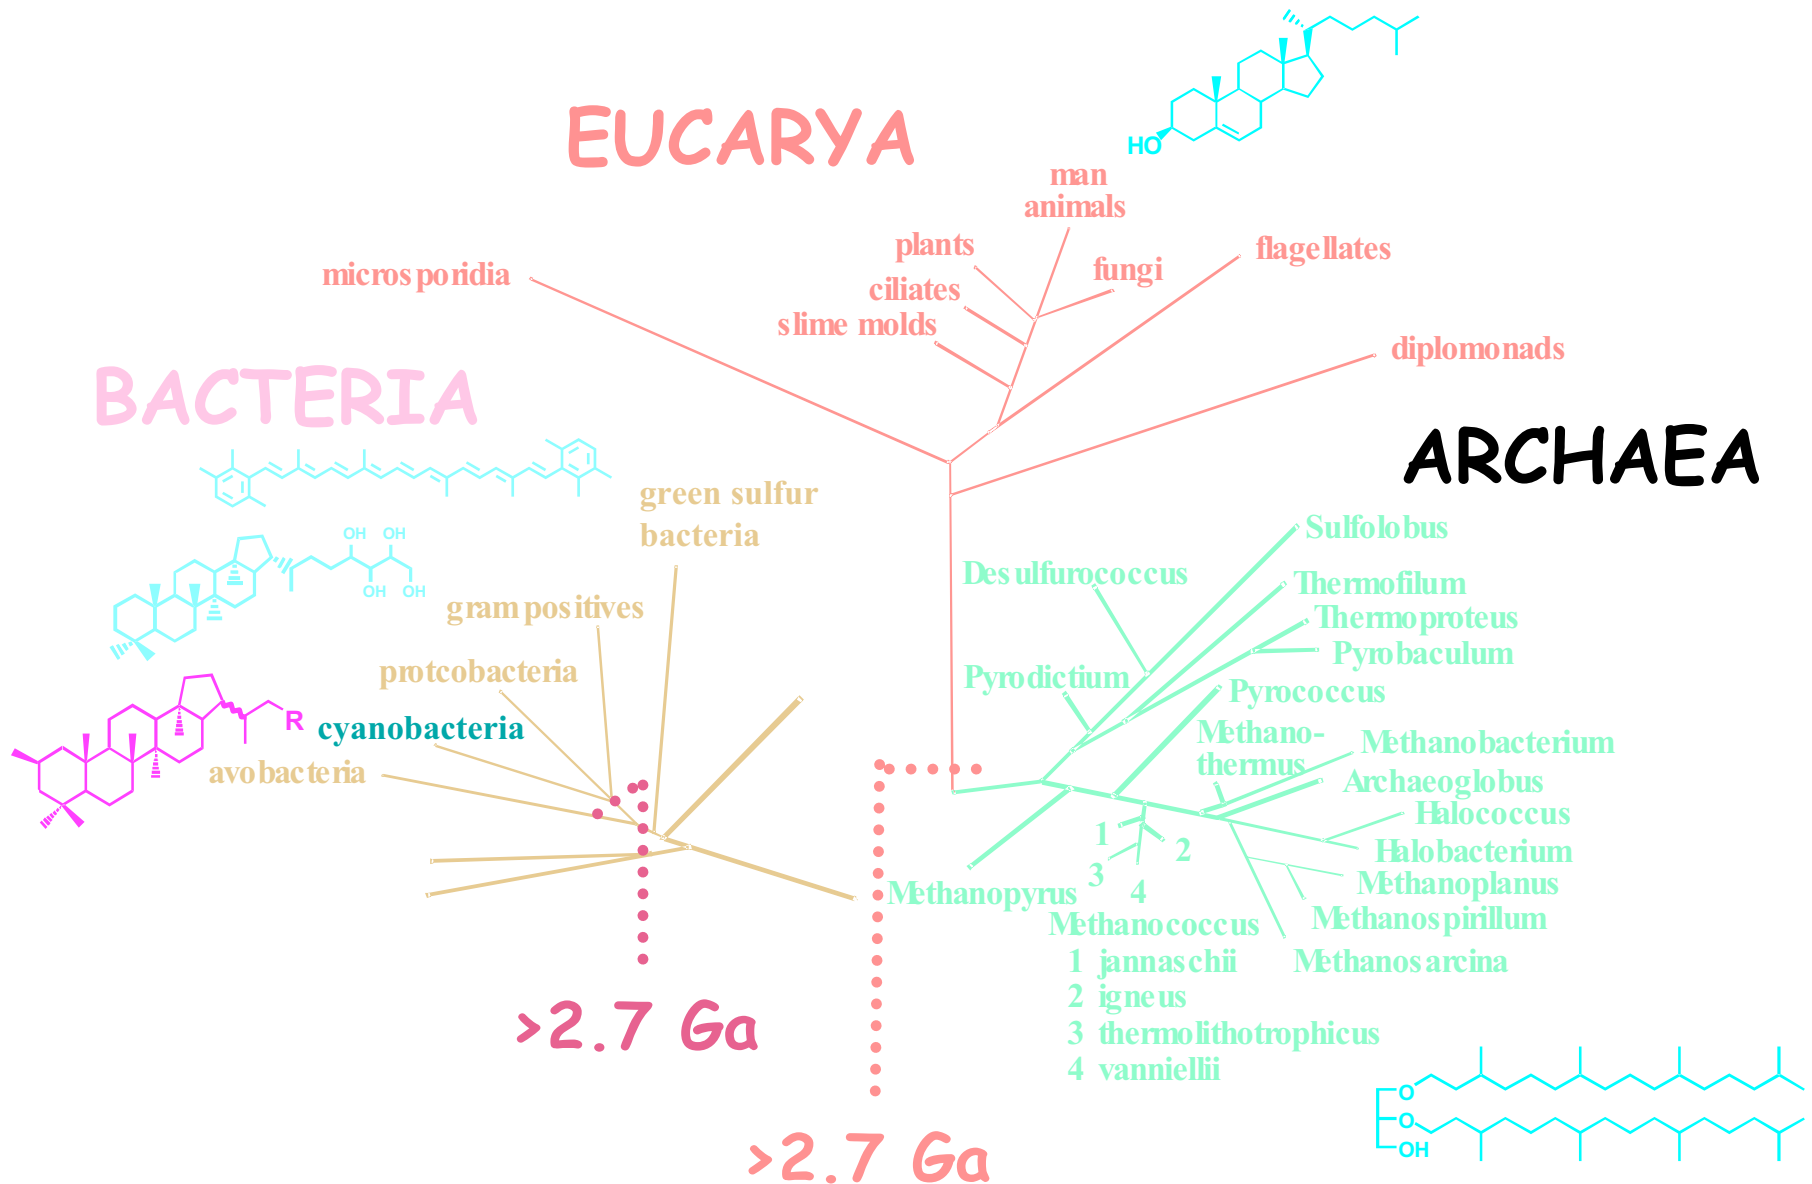 HO
EUCARYA
man
animals
plants
fungi
flagellates
microsporidia
ciliates
slime molds
diplomonads
BACTERIA
ARCHAEA
green sulfur
bacteria
OH OH
OH OH
gram positives
protcobacteria
cyanobacteria
avobacteria
R
Sulfolobus
Desulfurococcus
Thermofilum
Thermoproteus
Pyrobaculum
Pyrodictium
Pyrococcus
Methano-
thermus
Methanobacterium
Archaeoglobus
Halococcus
Halobacterium
Methanoplanus
Methanospirillum
Methanosarcina
Methanopyrus
1
2
3
4
Methanococcus
1 jannaschii
2 igneus
3 thermolithotrophicus
4 vanniellii
>2.7 Ga
>2.7 Ga
O
O
OH